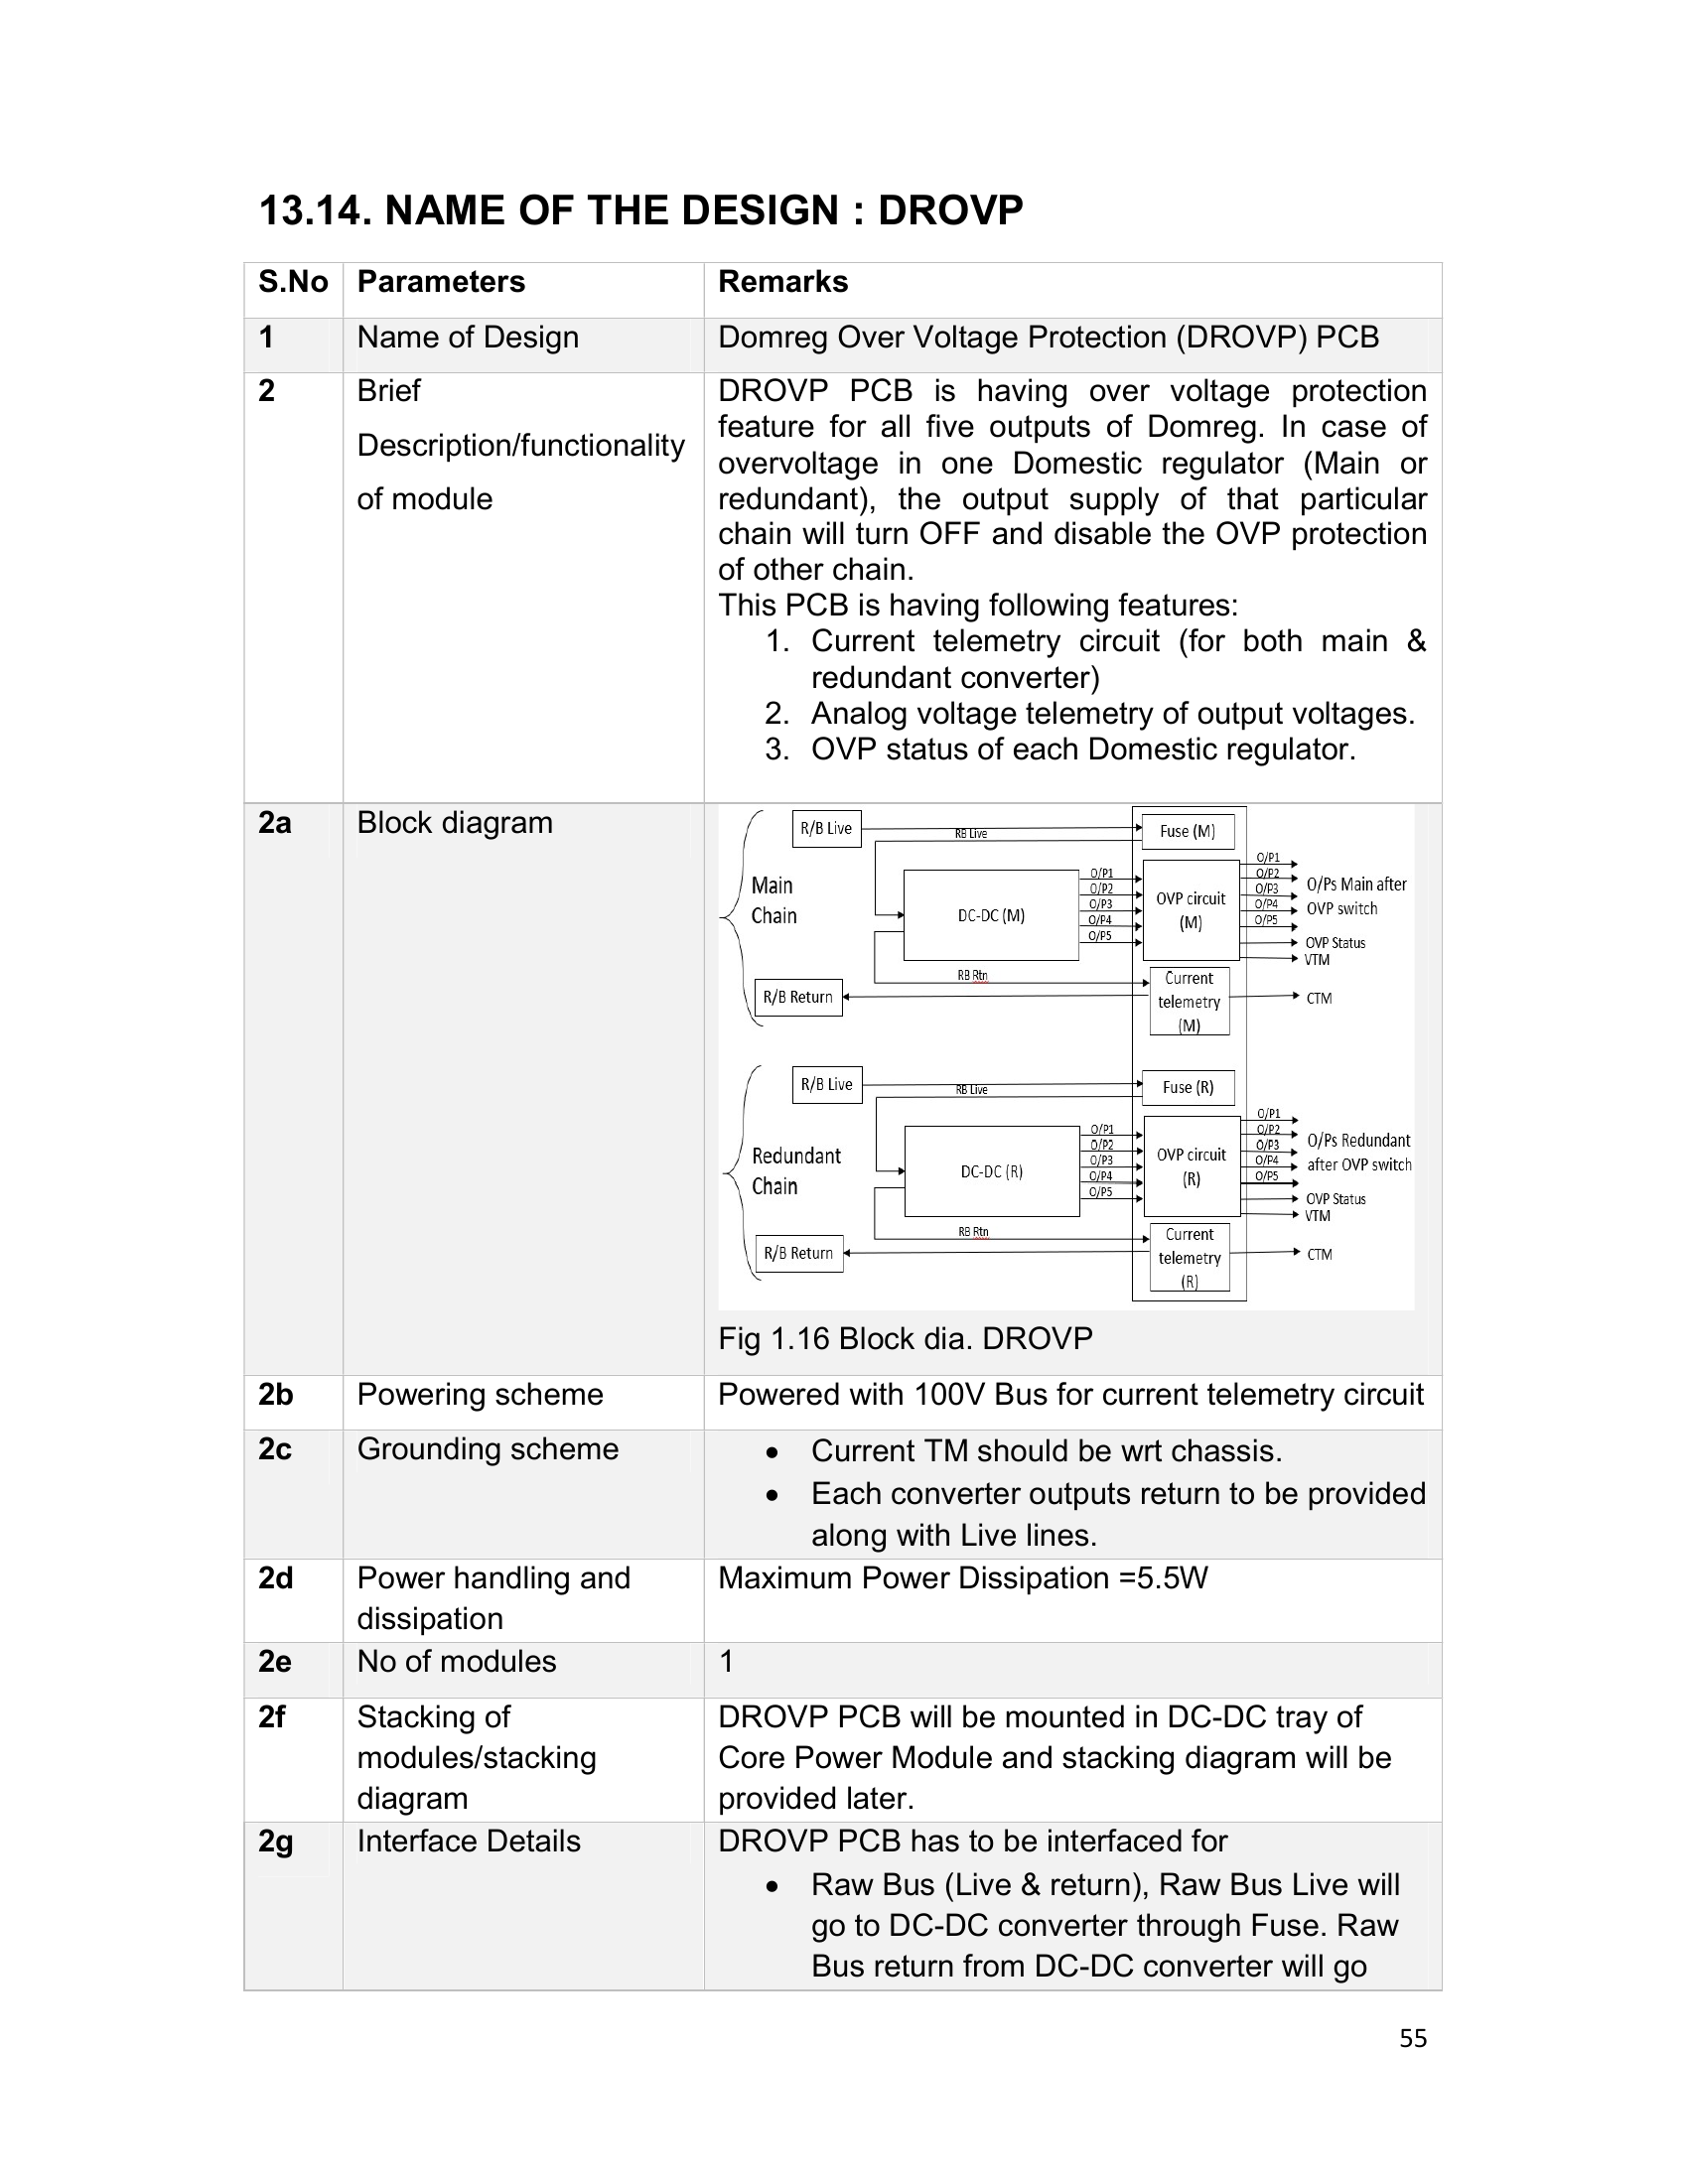 13.14. NAME OF THE DESIGN : DROVP
S.No Parameters Remarks
1 Name of Design Domreg Over Voltage Protection (DROVP) PCB
2 Brief
Description/functionality
of module
DROVP PCB is having over voltage protection
feature for all five outputs of Domreg. In case of
overvoltage in one Domestic regulator (Main or
redundant), the output supply of that particular
chain will turn OFF and disable the OVP protection
of other chain.
This PCB is having following features:
1. Current telemetry circuit (for both main &
redundant converter)
2. Analog voltage telemetry of output voltages.
3. OVP status of each Domestic regulator.
2a Block diagram
R/B Live
RB Live
Fuse (M)
Main
Chain
DC-DC (M)
O/P1
O/P2
O/P3
O/P4
O/P5
OVP circuit
(M)
O/P1
O/P2
O/P3
O/P4
O/P5
O/Ps Main after
OVP switch
OVP Status
VTM
RB Rtn
R/B Return
Current
telemetry
(M)
CTM
R/B Live
RB Live
Fuse (R)
Redundant
Chain
DC-DC (R)
O/P1
O/P2
O/P3
O/P4
O/P5
OVP circuit
(R)
O/P1
O/P2
O/P3
O/P4
O/P5
O/Ps Redundant
after OVP switch
OVP Status
VTM
RB Rtn
R/B Return
Current
telemetry
(R)
CTM
Fig 1.16 Block dia. DROVP
2b Powering scheme Powered with 100V Bus for current telemetry circuit
2c Grounding scheme
• Current TM should be wrt chassis.
• Each converter outputs return to be provided
along with Live lines.
2d Power handling and
dissipation
Maximum Power Dissipation =5.5W
2e No of modules 1
2f Stacking of
modules/stacking
diagram
DROVP PCB will be mounted in DC-DC tray of
Core Power Module and stacking diagram will be
provided later.
2g Interface Details DROVP PCB has to be interfaced for
• Raw Bus (Live & return), Raw Bus Live will
go to DC-DC converter through Fuse. Raw
Bus return from DC-DC converter will go
55